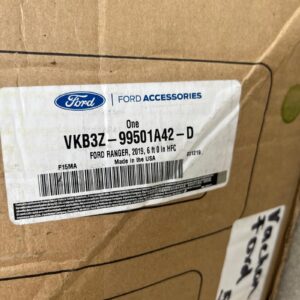 Ford | FORD ACCESSORIES
One
VKB3Z-99501A42-D
FORD RANGER, 2019, 6 ft 0 in HFC
Made in the USA
F15MA
Ford